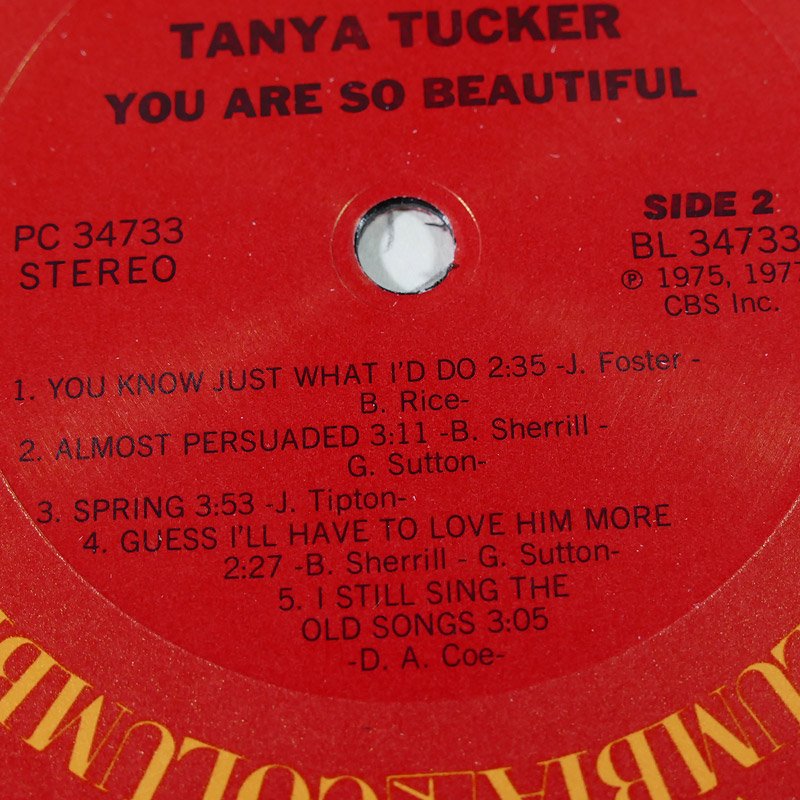 TANYA TUCKER
YOU ARE SO BEAUTIFUL
PC 34733
STEREO
SIDE 2
BL 34733
℗ 1975, 1977
CBS Inc.
1. YOU KNOW JUST WHAT I'D DO 2:35 -J. Foster -
B. Rice-
2. ALMOST PERSUADED 3:11 -B. Sherrill -
G. Sutton-
3. SPRING 3:53 -J. Tipton-
4. GUESS I'LL HAVE TO LOVE HIM MORE
2:27 -B. Sherrill - G. Sutton-
5. I STILL SING THE
OLD SONGS 3:05
-D. A. Coe-